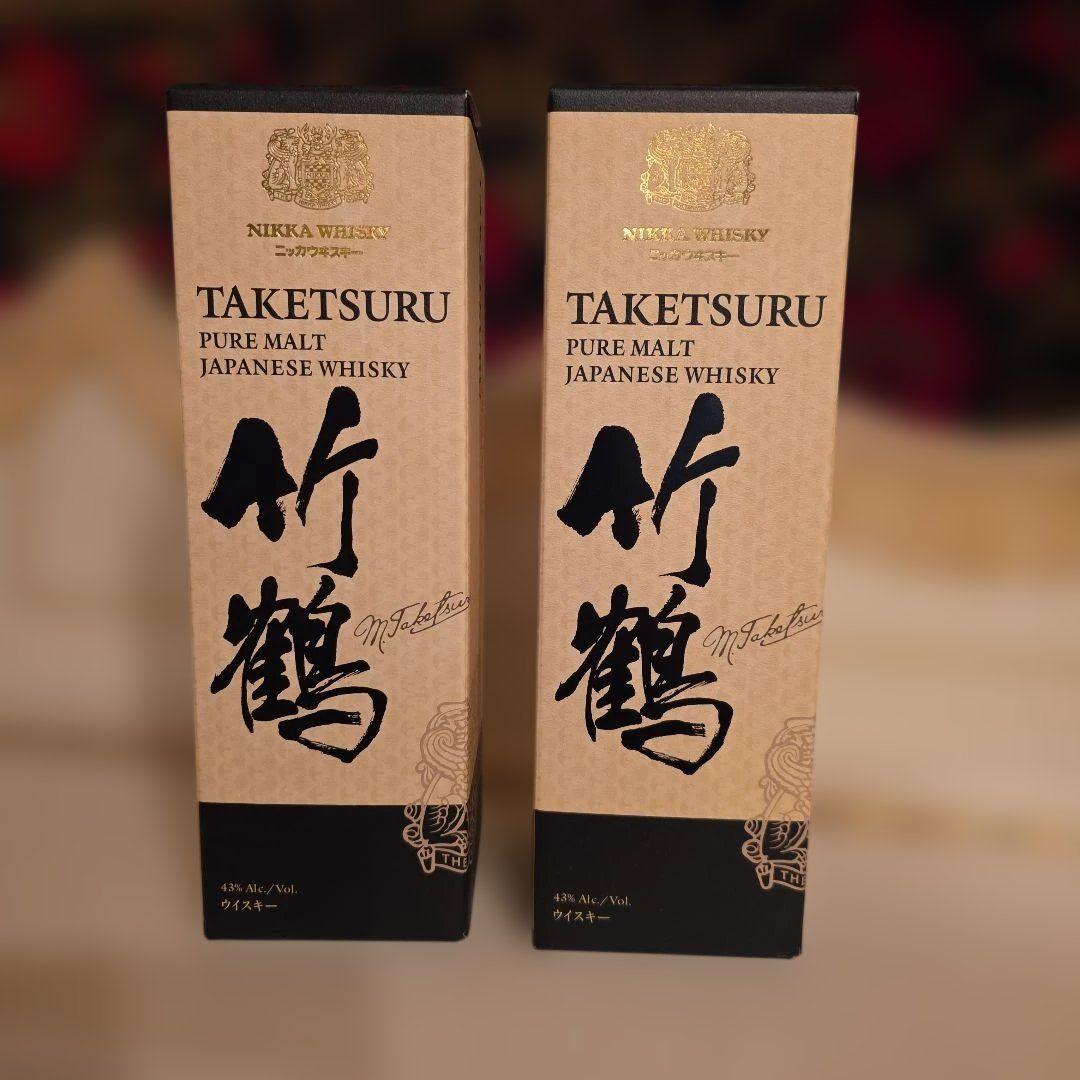 NIKKA WHISKY
ニッカウヰスキー
TAKETSURU
PURE MALT
JAPANESE WHISKY
竹鶴
M.Taketsuru
THE
43% Alc./Vol.
ウイスキー
NIKKA WHISKY
ニッカウヰスキー
TAKETSURU
PURE MALT
JAPANESE WHISKY
竹鶴
M.Taketsuru
THE
43% Alc./Vol.
ウイスキー